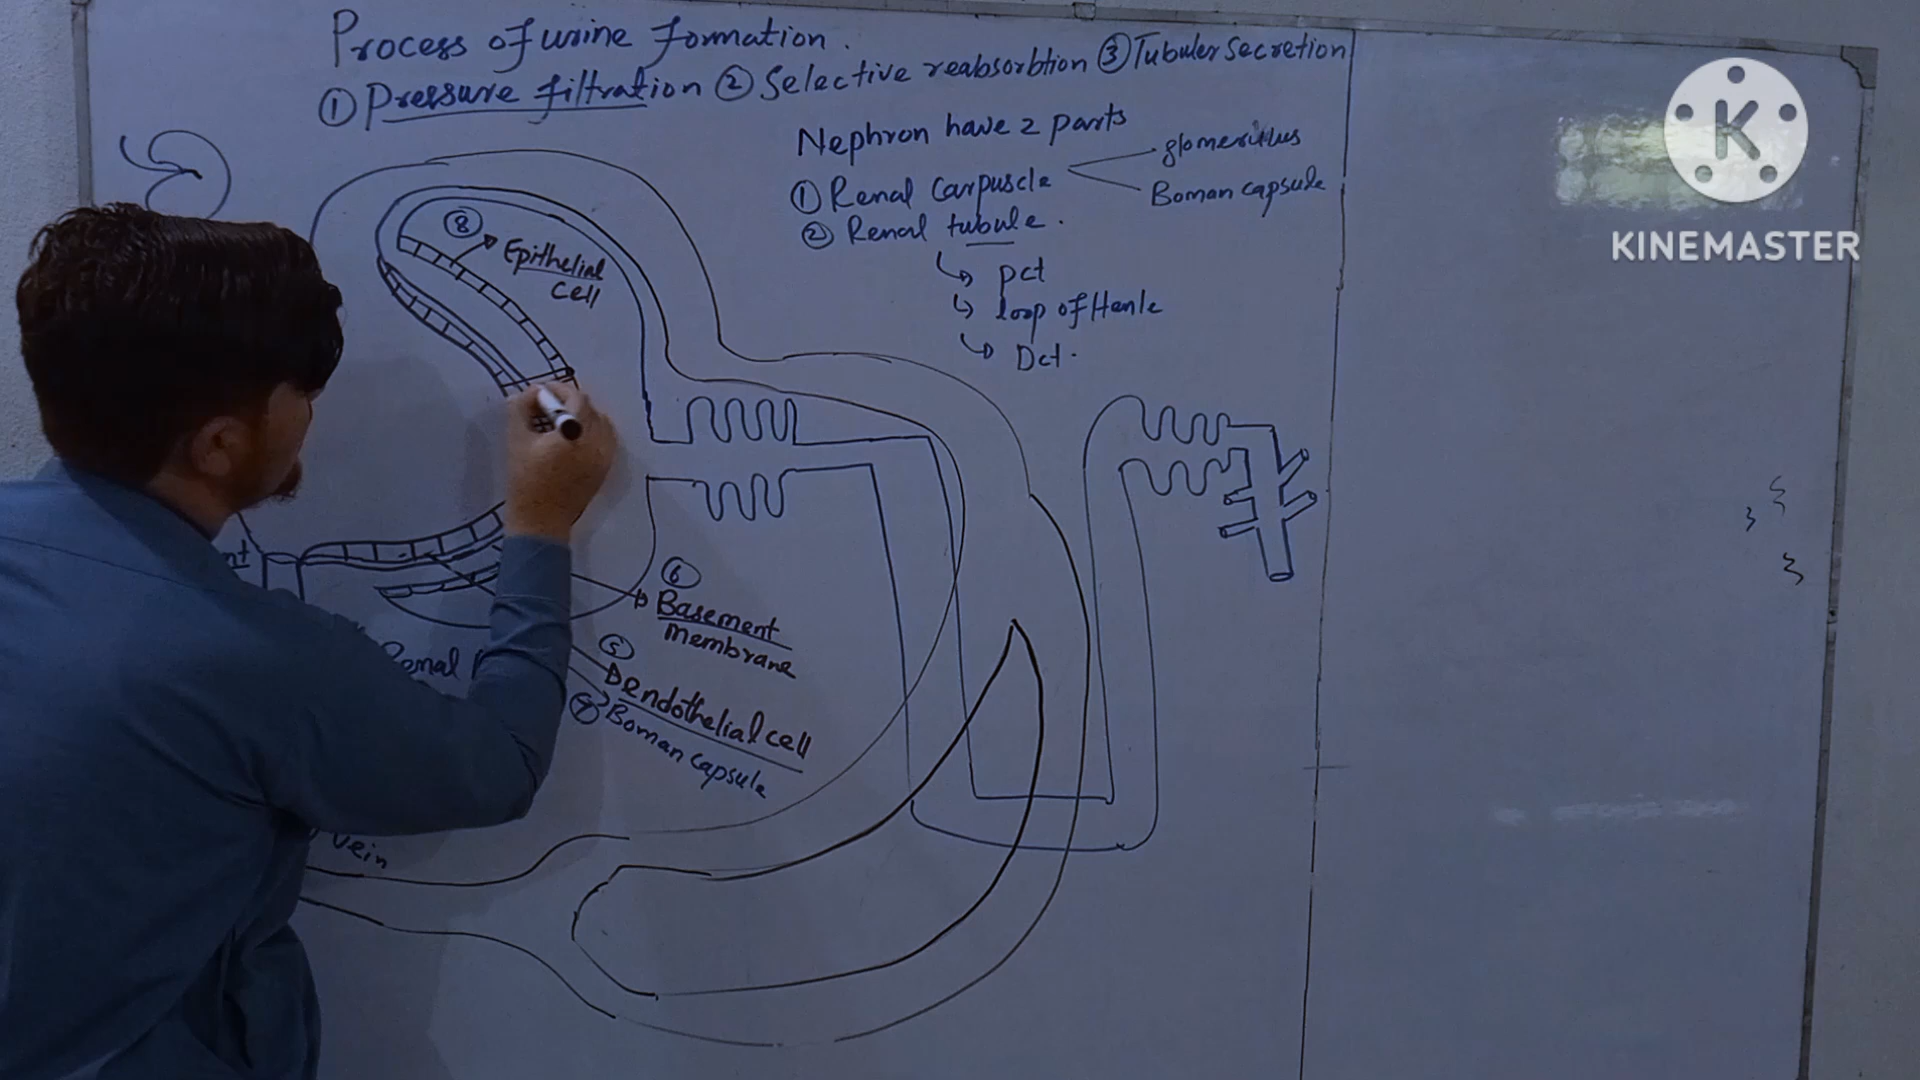 Process of urine formation.
① Pressure filtration ② Selective reabsorbtion ③ Tubuler secretion
Nephron have 2 parts
① Renal Carpuscle
glomerulus
Boman capsule
② Renal tubule.
pct
loop of Henle
Dct.
⑧
Epithelial
cell
⑥
Basement
membrane
⑤
endothelial cell
Boman capsule
Renal
vein
K
KINEMASTER